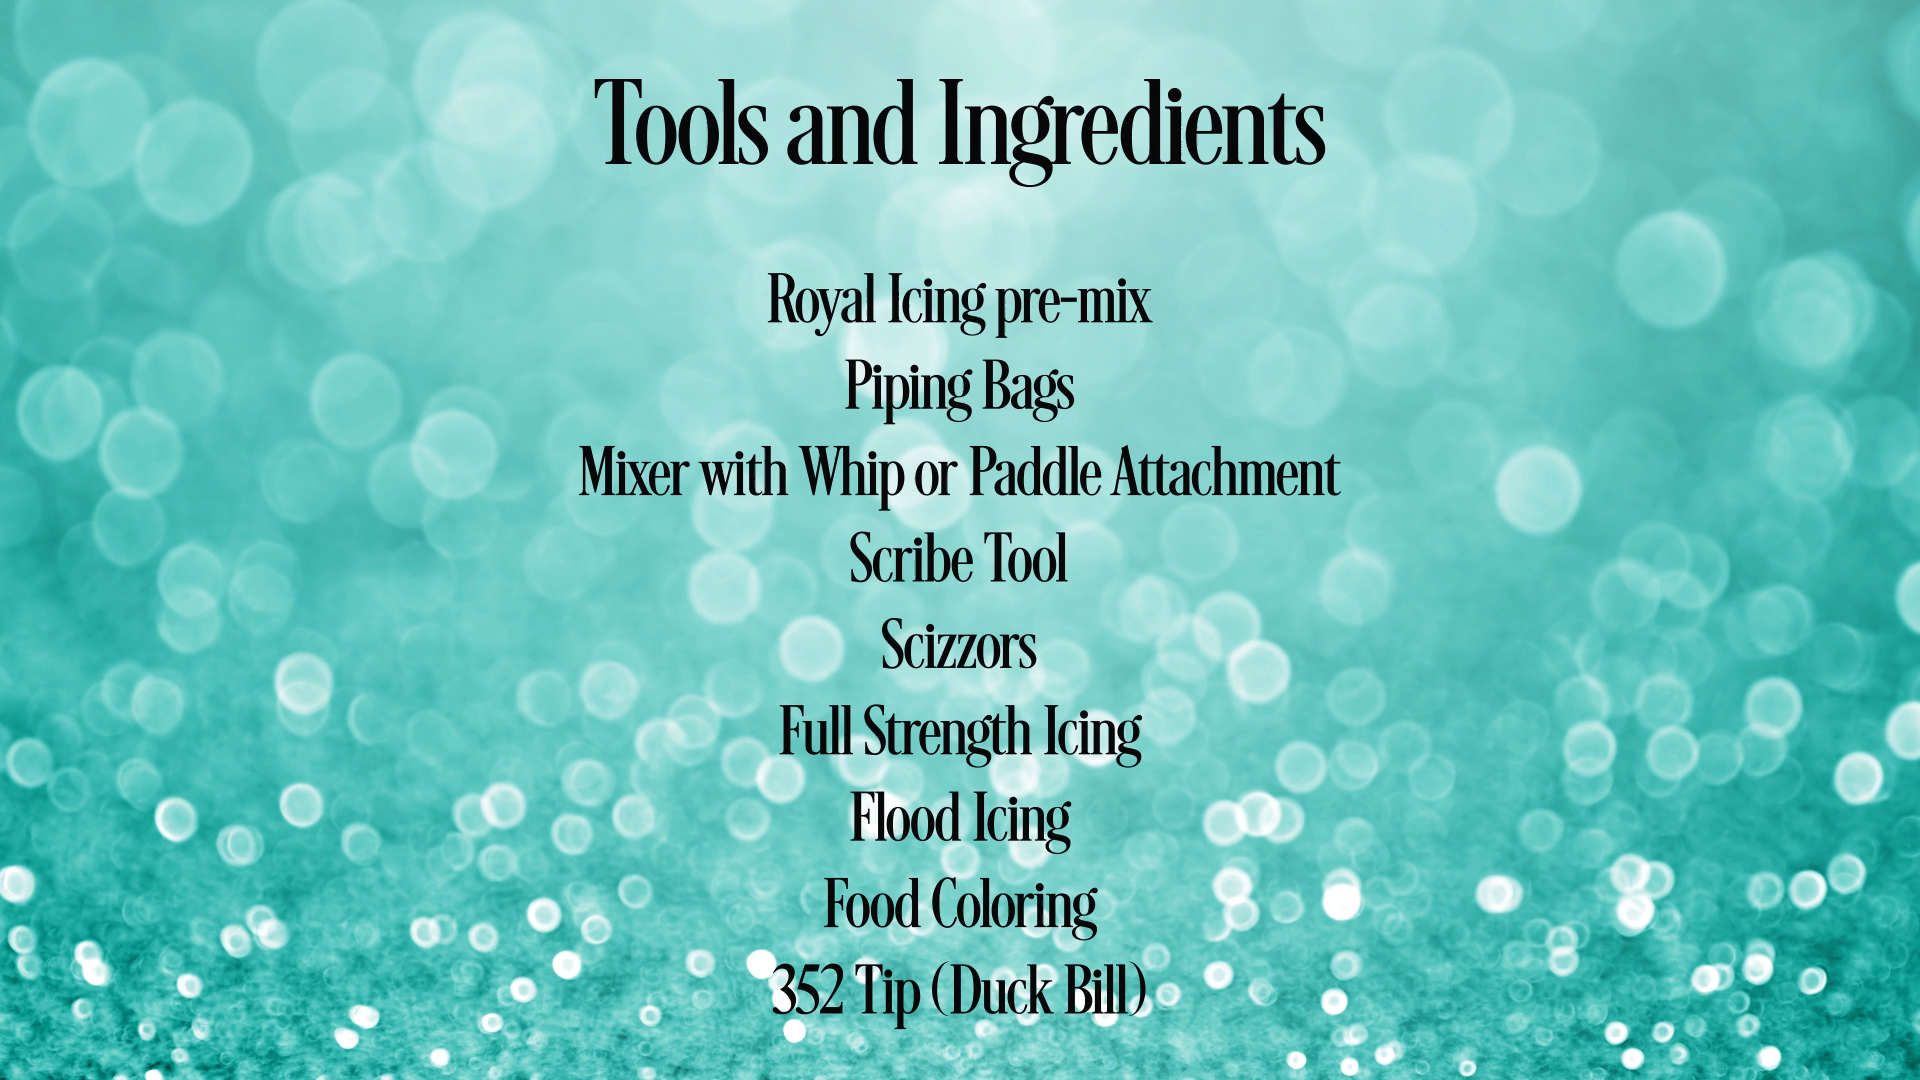 Tools and Ingredients
Royal Icing pre-mix
Piping Bags
Mixer with Whip or Paddle Attachment
Scribe Tool
Scizzors
Full Strength Icing
Flood Icing
Food Coloring
352 Tip (Duck Bill)